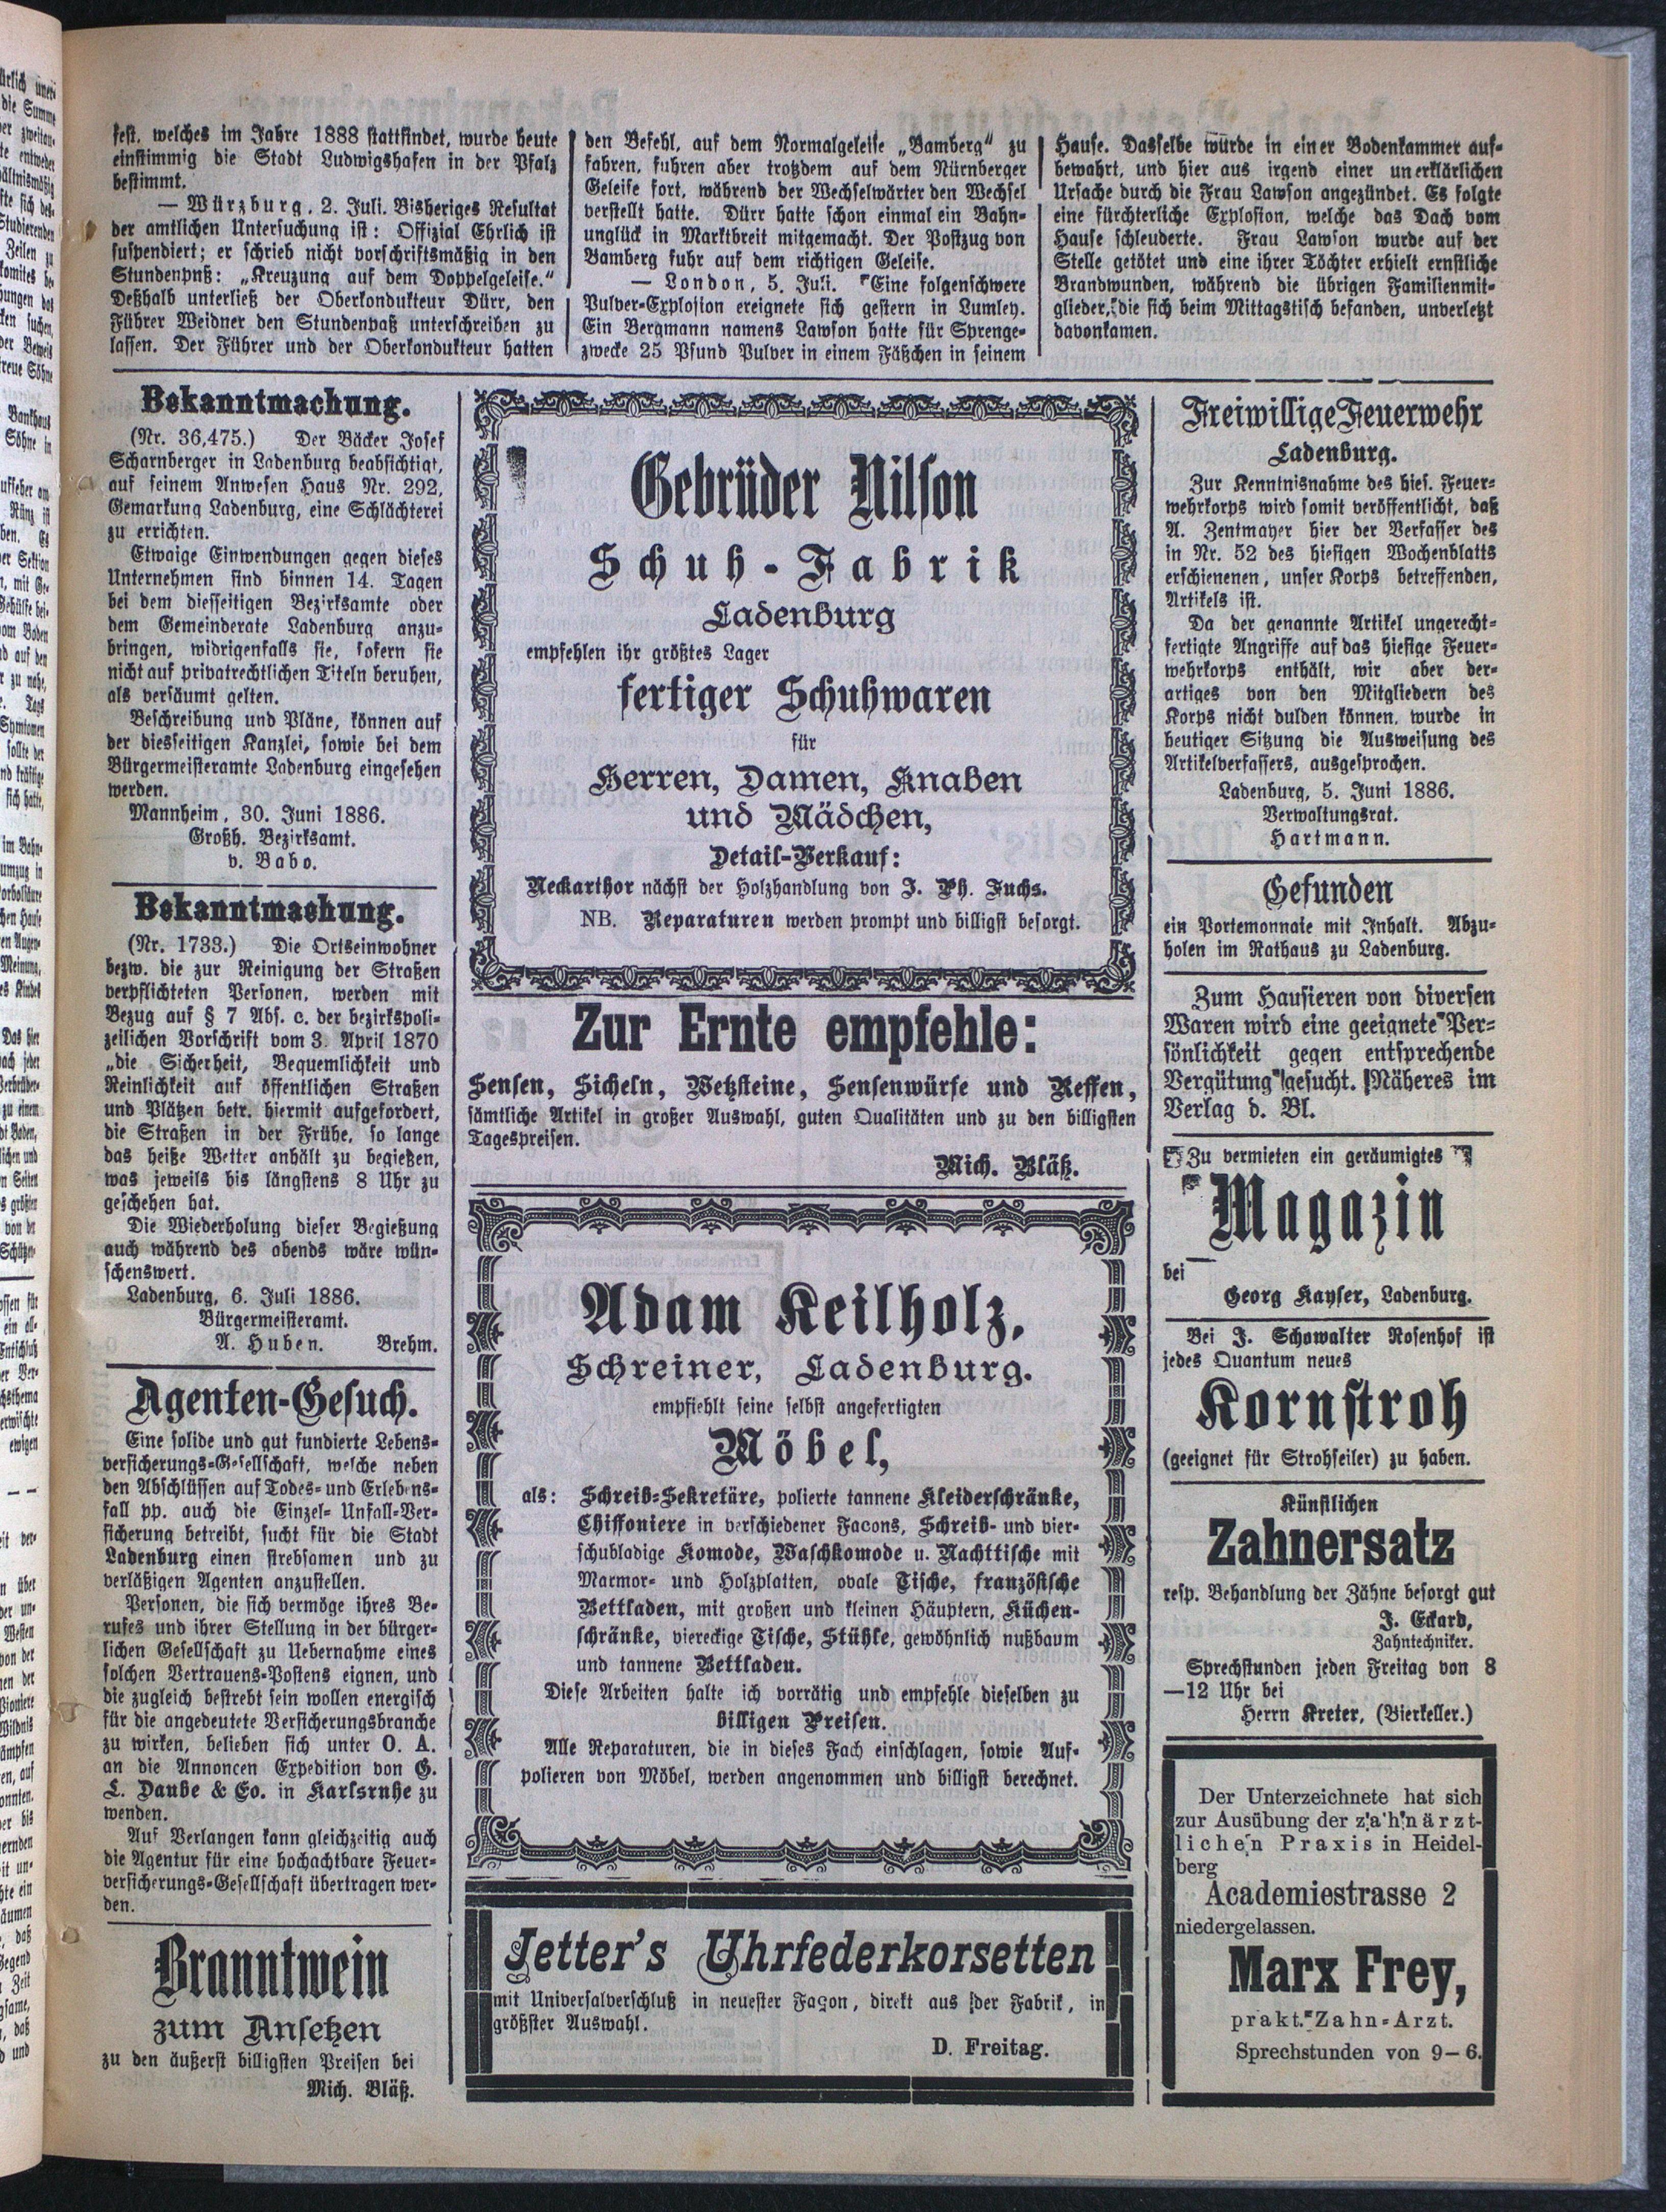 fest, welches im Jahre 1888 stattfindet, wurde heute
einstimmig die Stadt Ludwigshafen in der Pfalz
bestimmt.
— Würzburg, 2. Juli. Bisheriges Resultat
der amtlichen Untersuchung ist: Offizial Ehrlich ist
suspendiert; er schrieb nicht vorschriftsmäßig in den
Stundenpaß: „Kreuzung auf dem Doppelgeleise.“
Deßhalb unterließ der Oberkondukteur Dürr, den
Führer Weidner den Stundenpaß unterschreiben zu
lassen. Der Führer und der Oberkondukteur hatten
den Befehl, auf dem Normalgeleise „Bamberg“ zu
fahren, fuhren aber trotzdem auf dem Nürnberger
Geleise fort, während der Wechselwärter den Wechsel
verstellt hatte. Dürr hatte schon einmal ein Bahn-
unglück in Marktbreit mitgemacht. Der Postzug von
Bamberg fuhr auf dem richtigen Geleise.
— London, 5. Juli. Eine folgenschwere
Pulver-Explosion ereignete sich gestern in Lumley.
Ein Bergmann namens Lawson hatte für Sprenge-
zwecke 25 Pfund Pulver in einem Fäßchen in seinem
Hause. Dasselbe würde in einer Bodenkammer auf-
bewahrt, und hier aus irgend einer unerklärlichen
Ursache durch die Frau Lawson angezündet. Es folgte
eine fürchterliche Explosion, welche das Dach vom
Hause schleuderte. Frau Lawson wurde auf der
Stelle getötet und eine ihrer Töchter erhielt ernstliche
Brandwunden, während die übrigen Familienmit-
glieder, die sich beim Mittagstisch befanden, unverletzt
davonkamen.
Bekanntmachung.
(Nr. 36,475.) Der Bäcker Josef
Scharnberger in Ladenburg beabsichtigt,
auf seinem Anwesen Haus Nr. 292,
Gemarkung Ladenburg, eine Schlächterei
zu errichten.
Etwaige Einwendungen gegen dieses
Unternehmen sind binnen 14. Tagen
bei dem diesseitigen Bezirksamte oder
dem Gemeinderate Ladenburg anzu-
bringen, widrigenfalls sie, sofern sie
nicht auf privatrechtlichen Titeln beruhen,
als versäumt gelten.
Beschreibung und Pläne, können auf
der diesseitigen Kanzlei, sowie bei dem
Bürgermeisteramte Ladenburg eingesehen
werden.
Mannheim, 30. Juni 1886.
Großh. Bezirksamt.
v. Babo.
Bekanntmachung.
(Nr. 1733.) Die Ortseinwohner
bezw. die zur Reinigung der Straßen
verpflichteten Personen, werden mit
Bezug auf § 7 Abs. c. der bezirkspoli-
zeilichen Vorschrift vom 3. April 1870
„die Sicherheit, Bequemlichkeit und
Reinlichkeit auf öffentlichen Straßen
und Plätzen betr. hiermit aufgefordert,
die Straßen in der Frühe, so lange
das heiße Wetter anhält zu begießen,
was jeweils bis längstens 8 Uhr zu
geschehen hat.
Die Wiederholung dieser Begießung
auch während des abends wäre wün-
schenswert.
Ladenburg, 6. Juli 1886.
Bürgermeisteramt.
A. Huben. Brehm.
Agenten-Gesuch.
Eine solide und gut fundierte Lebens-
versicherungs-Gesellschaft, welche neben
den Abschlüssen auf Todes- und Erlebens-
fall pp. auch die Einzel- Unfall-Ver-
sicherung betreibt, sucht für die Stadt
Ladenburg einen strebsamen und zu
verläßigen Agenten anzustellen.
Personen, die sich vermöge ihres Be-
rufes und ihrer Stellung in der bürger-
lichen Gesellschaft zu Uebernahme eines
solchen Vertrauens-Postens eignen, und
die zugleich bestrebt sein wollen energisch
für die angedeutete Versicherungsbranche
zu wirken, belieben sich unter O. A.
an die Annoncen Expedition von G.
L. Daube & Co. in Karlsruhe zu
wenden.
Auf Verlangen kann gleichzeitig auch
die Agentur für eine hochachtbare Feuer-
versicherungs-Gesellschaft übertragen wer-
den.
Branntwein
zum Ansetzen
zu den äußerst billigsten Preisen bei
Mich. Bläß.
Gebrüder Nilson
Schuh-Fabrik
Ladenburg
empfehlen ihr größtes Lager
fertiger Schuhwaren
für
Herren, Damen, Knaben
und Mädchen,
Detail-Verkauf:
Neckarthor nächst der Holzhandlung von J. Ph. Fuchs.
NB. Reparaturen werden prompt und billigst besorgt.
Zur Ernte empfehle:
Sensen, Sicheln, Wetzsteine, Sensenwürfe und Reffen,
sämtliche Artikel in großer Auswahl, guten Qualitäten und zu den billigsten
Tagespreisen.
Mich. Bläß.
Adam Keilholz,
Schreiner, Ladenburg.
empfiehlt seine selbst angefertigten
Möbel,
als: Schreib-Sekretäre, polierte tannene Kleiderschränke,
Chiffoniere in verschiedener Facons, Schreib- und vier-
schubladige Komode, Waschkomode u. Nachttische mit
Marmor- und Holzplatten, ovale Tische, französische
Bettladen, mit großen und kleinen Häuptern, Küchen-
schränke, viereckige Tische, Stühle, gewöhnlich nußbaum
und tannene Bettladen.
Diese Arbeiten halte ich vorrätig und empfehle dieselben zu
billigen Preisen.
Alle Reparaturen, die in dieses Fach einschlagen, sowie Auf-
polieren von Möbel, werden angenommen und billigst berechnet.
Jetter's Uhrfederkorsetten
mit Universalverschluß in neuester Façon, direkt aus der Fabrik, in
größster Auswahl.
D. Freitag.
Freiwillige Feuerwehr
Ladenburg.
Zur Kenntnisnahme des hies. Feuer-
wehrkorps wird somit veröffentlicht, daß
A. Zentmayer hier der Verfasser des
in Nr. 52 des hiesigen Wochenblatts
erschienenen, unser Korps betreffenden,
Artikels ist.
Da der genannte Artikel ungerecht-
fertigte Angriffe auf das hiesige Feuer-
wehrkorps enthält, wir aber der-
artiges von den Mitgliedern des
Korps nicht dulden können, wurde in
heutiger Sitzung die Ausweisung des
Artikelverfassers, ausgesprochen.
Ladenburg, 5. Juni 1886.
Verwaltungsrat.
Hartmann.
Gefunden
ein Portemonnaie mit Inhalt. Abzu-
holen im Rathaus zu Ladenburg.
Zum Hausieren von diversen
Waren wird eine geeignete Per-
sönlichkeit gegen entsprechende
Vergütung gesucht. Näheres im
Verlag d. Bl.
Zu vermieten ein geräumigtes
Magazin
bei
Georg Kayser, Ladenburg.
Bei J. Schowalter Rosenhof ist
jedes Quantum neues
Kornstroh
(geeignet für Strohseiler) zu haben.
Künstlichen
Zahnersatz
resp. Behandlung der Zähne besorgt gut
J. Eckard,
Zahntechniker.
Sprechstunden jeden Freitag von 8
—12 Uhr bei
Herrn Kreter, (Bierkeller.)
Der Unterzeichnete hat sich
zur Ausübung der zahnärzt-
lichen Praxis in Heidel-
berg
Academiestrasse 2
niedergelassen.
Marx Frey,
prakt. Zahn-Arzt.
Sprechstunden von 9–6.